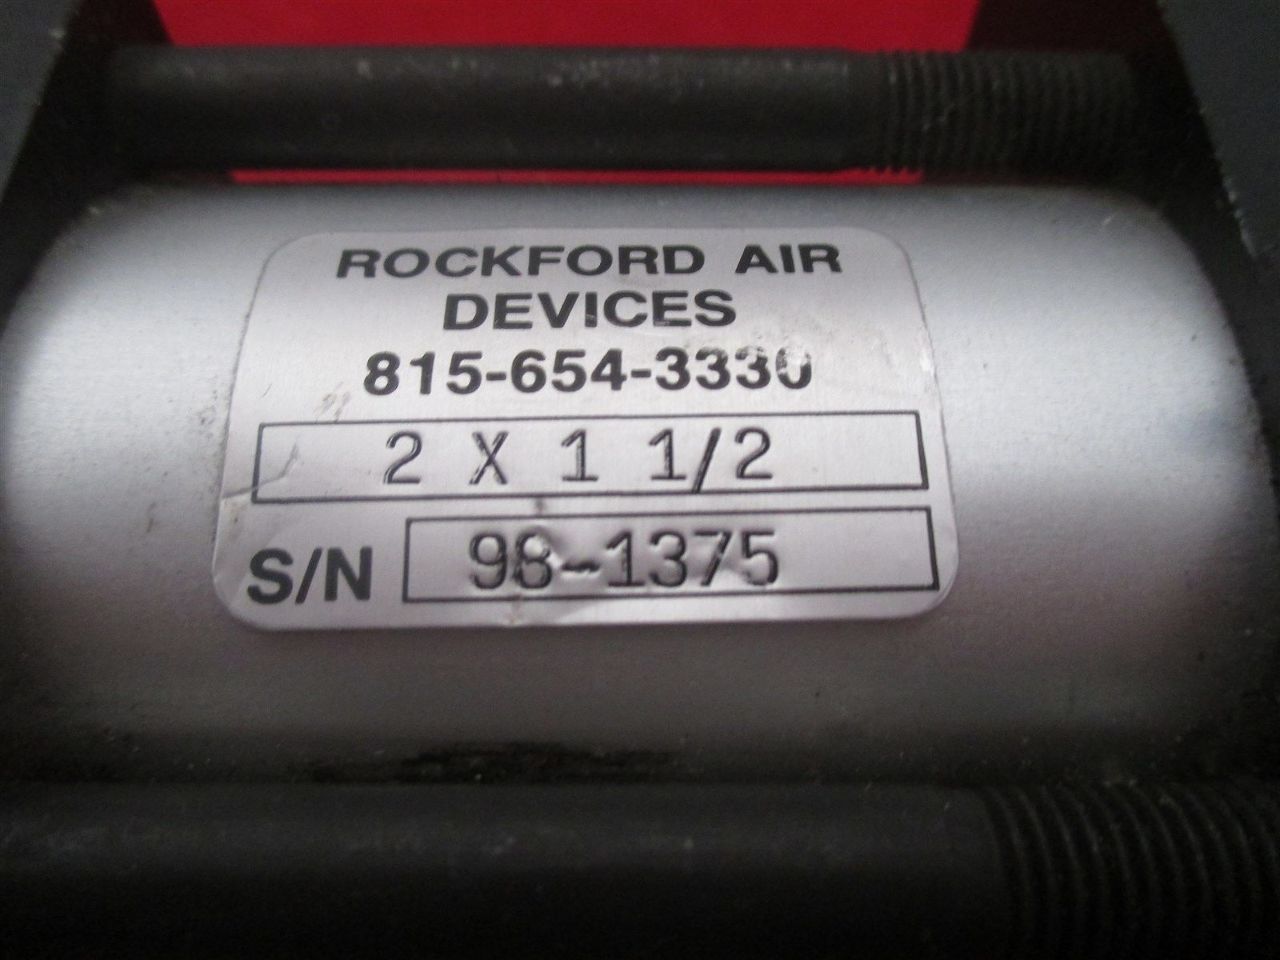 ROCKFORD AIR
DEVICES
815-654-3330
2 X 1 1/2
S/N 98-1375